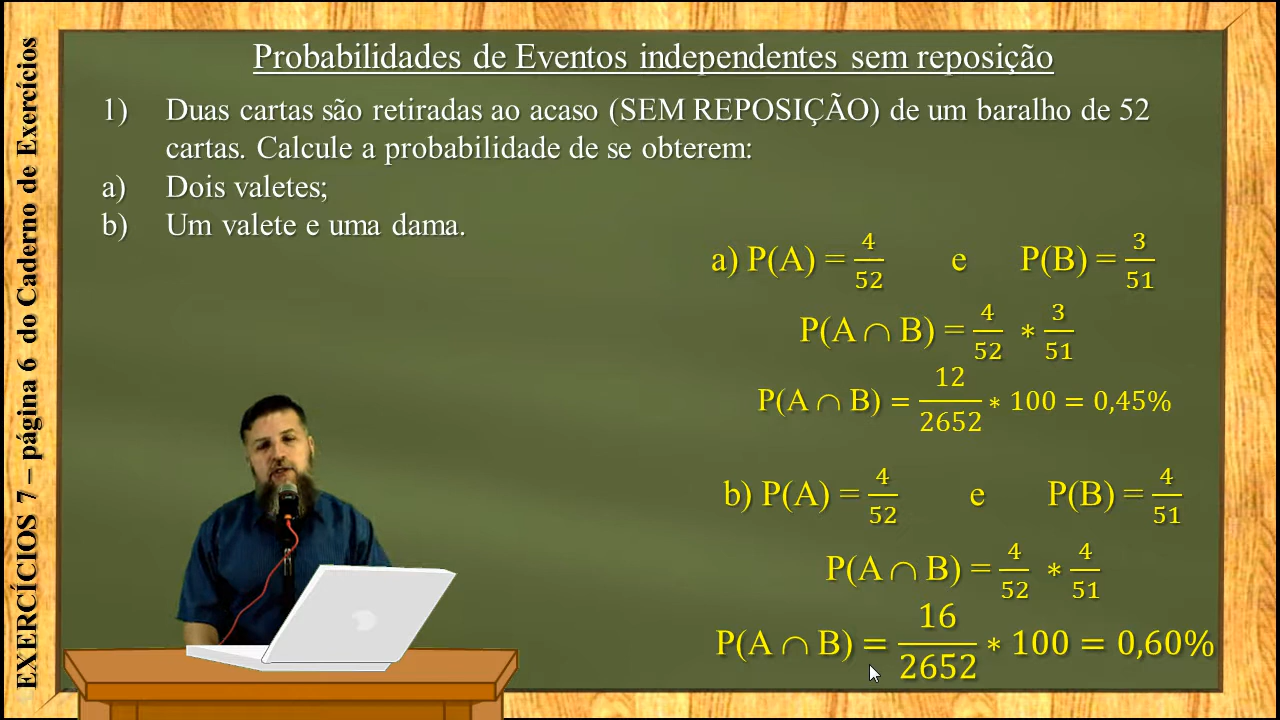 EXERCÍCIOS 7 – página 6 do Caderno de Exercícios
Probabilidades de Eventos independentes sem reposição
1) Duas cartas são retiradas ao acaso (SEM REPOSIÇÃO) de um baralho de 52
cartas. Calcule a probabilidade de se obterem:
a) Dois valetes;
b) Um valete e uma dama.
a) P(A) = 4/52 e P(B) = 3/51
P(A ∩ B) = 4/52 * 3/51
P(A ∩ B) = 12/2652 * 100 = 0,45%
b) P(A) = 4/52 e P(B) = 4/51
P(A ∩ B) = 4/52 * 4/51
P(A ∩ B) = 16/2652 * 100 = 0,60%